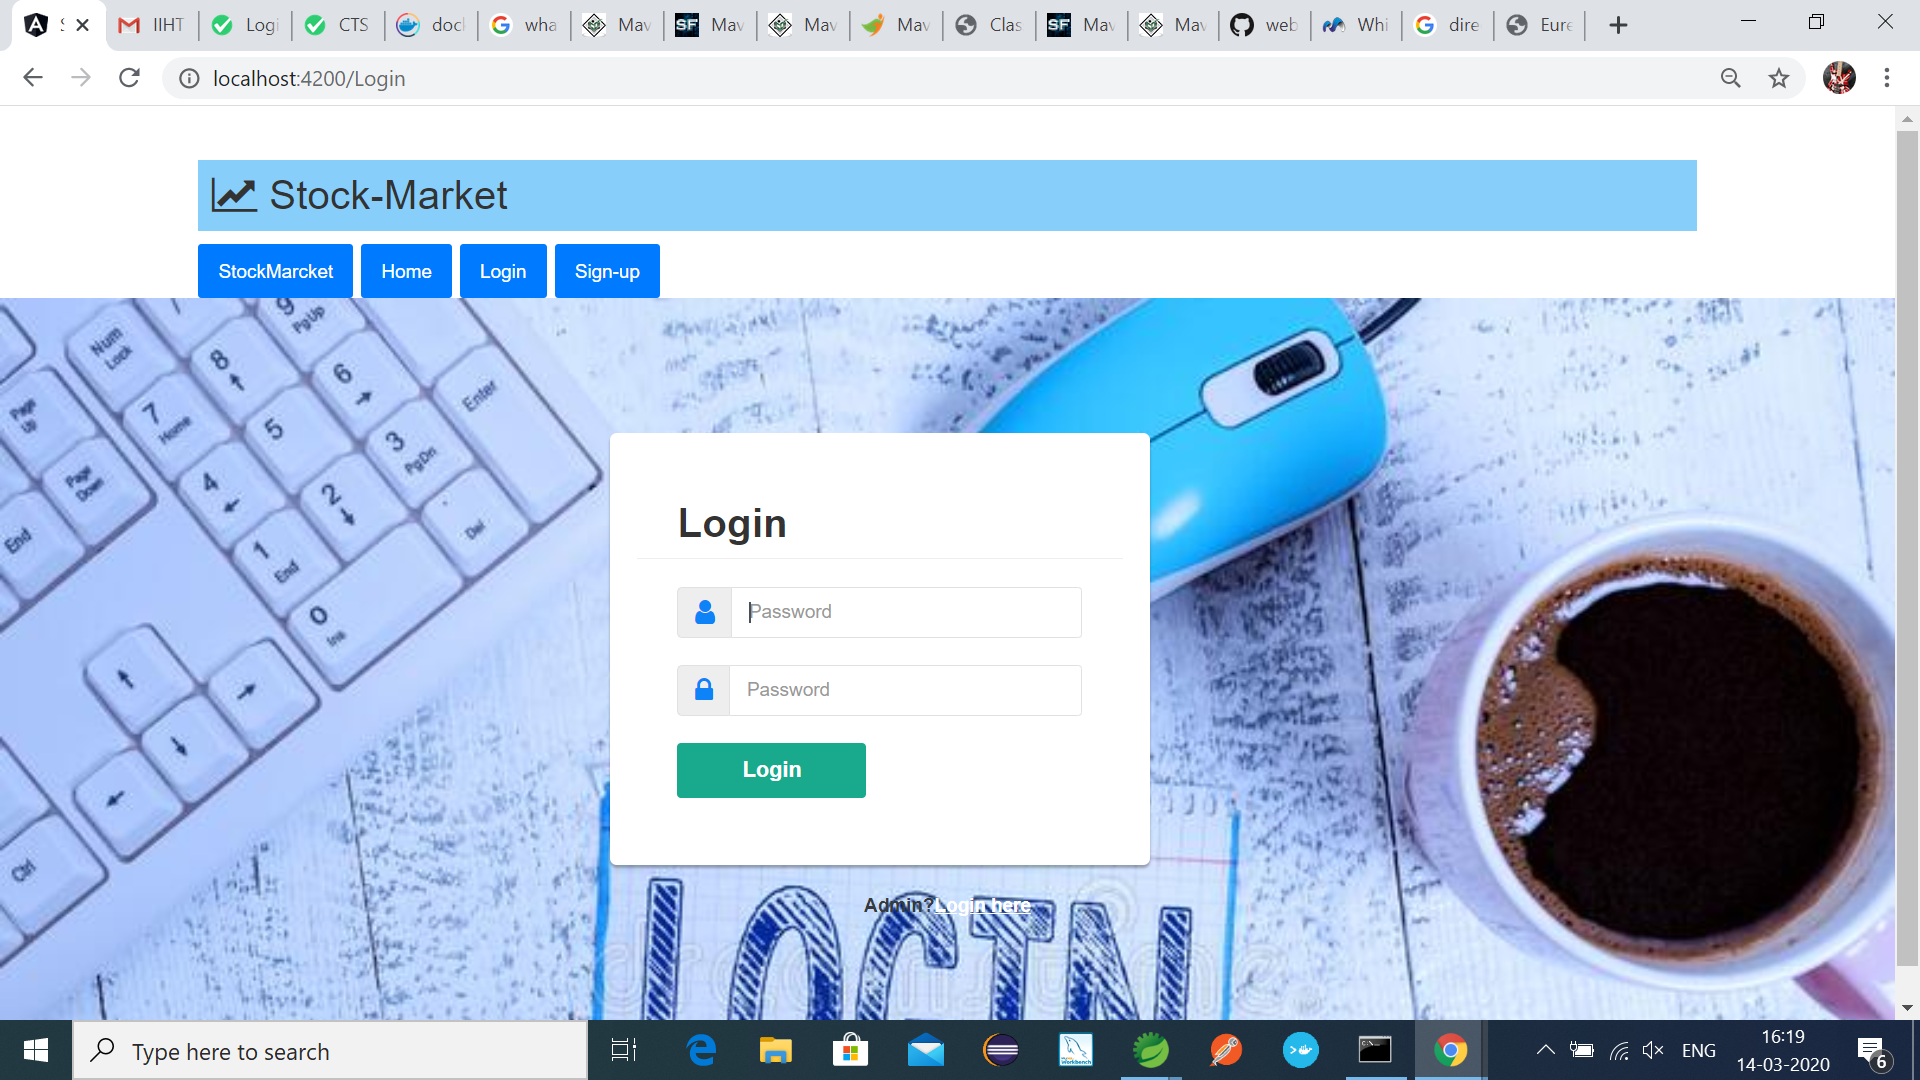 IIHT
Logi
CTS
dock
wha
Mav
Mav
Mav
Mav
Clas
Mav
Mav
web
Whi
dire
Eure
localhost:4200/Login
Stock-Market
StockMarcket
Home
Login
Sign-up
Num Lock
9 PgUp
8
6
Enter
7 Home
5
3 PgDn
Page Up
Page Down
4
2
Del
End
1 End
0 Ins
Ctrl
Login
Password
Password
Login
Admin?Login here
LOGIN
dreamstime
Type here to search
ENG
16:19
14-03-2020
6